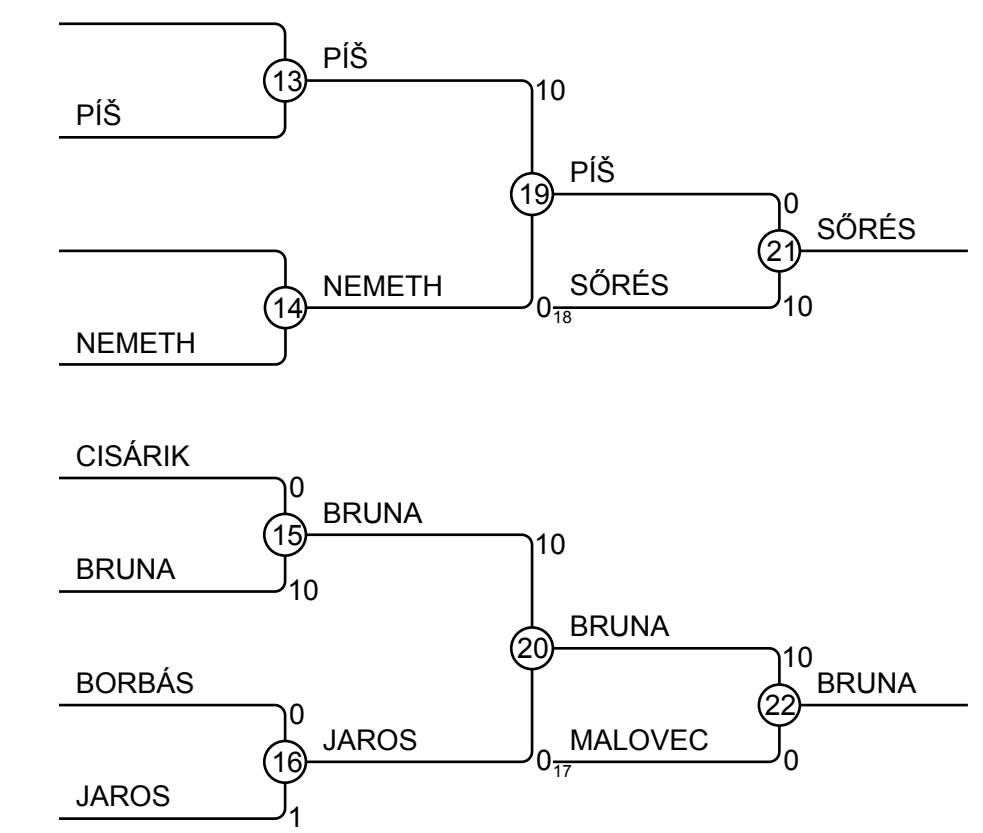 PÍŠ
13
10
PÍŠ
PÍŠ
19
0
SŐRÉS
21
NEMETH
0
18
SŐRÉS
10
14
NEMETH
CISÁRIK
0
BRUNA
15
10
BRUNA
10
BRUNA
20
10
BORBÁS
BRUNA
0
22
JAROS
0
17
MALOVEC
0
16
JAROS
1